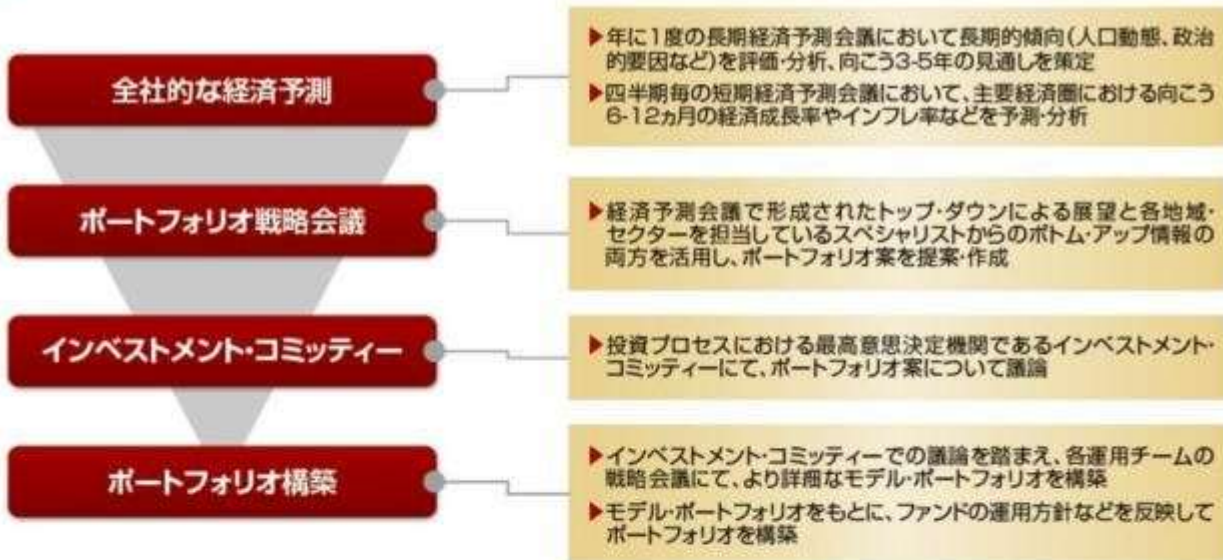 全社的な経済予測
▶年に1度の長期経済予測会議において長期的傾向(人口動態、政治
的要因など)を評価・分析、向こう3-5年の見通しを策定
▶四半期毎の短期経済予測会議において、主要経済圏における向こう
6-12ヵ月の経済成長率やインフレ率などを予測・分析
ポートフォリオ戦略会議
▶経済予測会議で形成されたトップ・ダウンによる展望と各地域・
セクターを担当しているスペシャリストからのボトム・アップ情報の
両方を活用し、ポートフォリオ案を提案・作成
インベストメント・コミッティー
▶投資プロセスにおける最高意思決定機関であるインベストメント・
コミッティーにて、ポートフォリオ案について議論
ポートフォリオ構築
▶インベストメント・コミッティーでの議論を踏まえ、各運用チームの
戦略会議にて、より詳細なモデル・ポートフォリオを構築
▶モデル・ポートフォリオをもとに、ファンドの運用方針などを反映して
ポートフォリオを構築